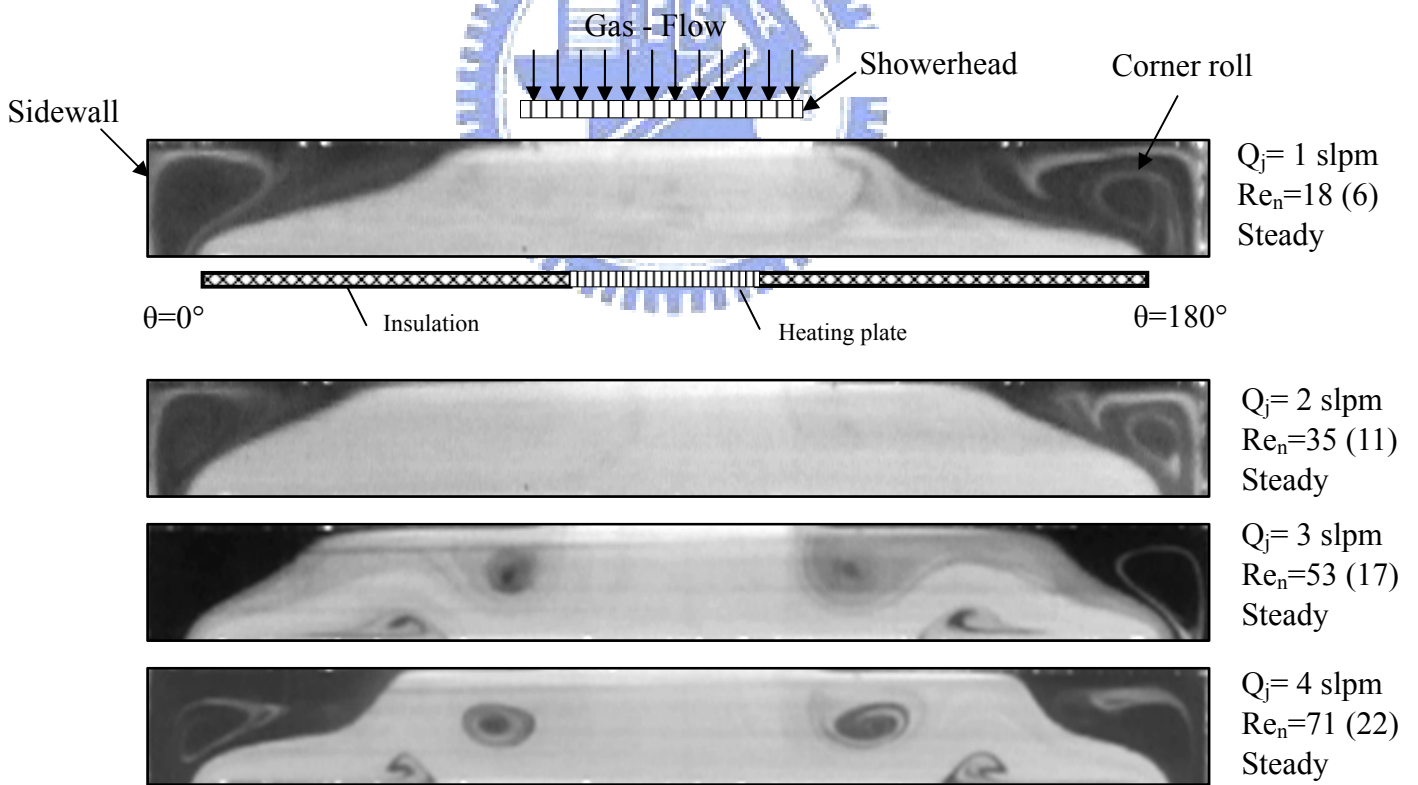 Gas - Flow
Showerhead
Corner roll
Sidewall
Qj= 1 slpm
Ren=18 (6)
Steady
θ=0°
Insulation
Heating plate
θ=180°
Qj= 2 slpm
Ren=35 (11)
Steady
Qj= 3 slpm
Ren=53 (17)
Steady
Qj= 4 slpm
Ren=71 (22)
Steady